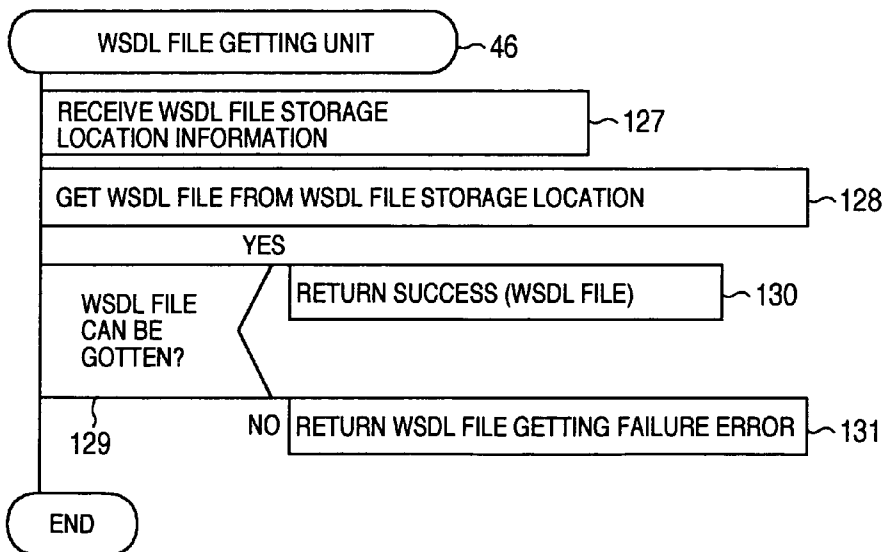 WSDL FILE GETTING UNIT
46
RECEIVE WSDL FILE STORAGE
LOCATION INFORMATION
127
GET WSDL FILE FROM WSDL FILE STORAGE LOCATION
128
YES
WSDL FILE
CAN BE
GOTTEN?
RETURN SUCCESS (WSDL FILE)
130
129
NO
RETURN WSDL FILE GETTING FAILURE ERROR
131
END